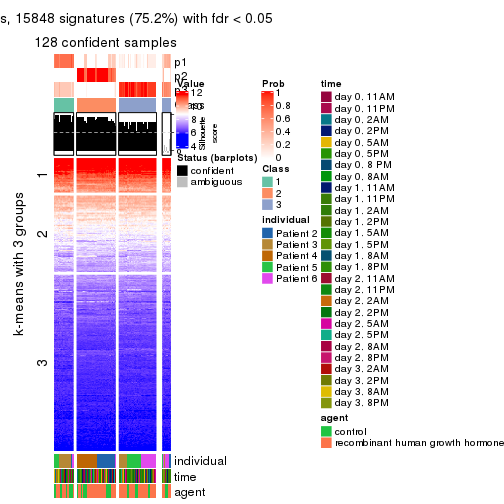 s, 15848 signatures (75.2%) with fdr < 0.05
128 confident samples
p1
p2
p3
Class
Silhouette
score
1
2
3
k-means with 3 groups
individual
time
agent
Value
12
10
8
6
4
Status (barplots)
confident
ambiguous
Prob
1
0.8
0.6
0.4
0.2
0
Class
1
2
3
individual
Patient 2
Patient 3
Patient 4
Patient 5
Patient 6
time
day 0. 11AM
day 0. 11PM
day 0. 2AM
day 0. 2PM
day 0. 5AM
day 0. 5PM
day 0. 8 PM
day 0. 8AM
day 1. 11AM
day 1. 11PM
day 1. 2AM
day 1. 2PM
day 1. 5AM
day 1. 5PM
day 1. 8AM
day 1. 8PM
day 2. 11AM
day 2. 11PM
day 2. 2AM
day 2. 2PM
day 2. 5AM
day 2. 5PM
day 2. 8AM
day 2. 8PM
day 3. 2AM
day 3. 2PM
day 3. 8AM
day 3. 8PM
agent
control
recombinant human growth hormone